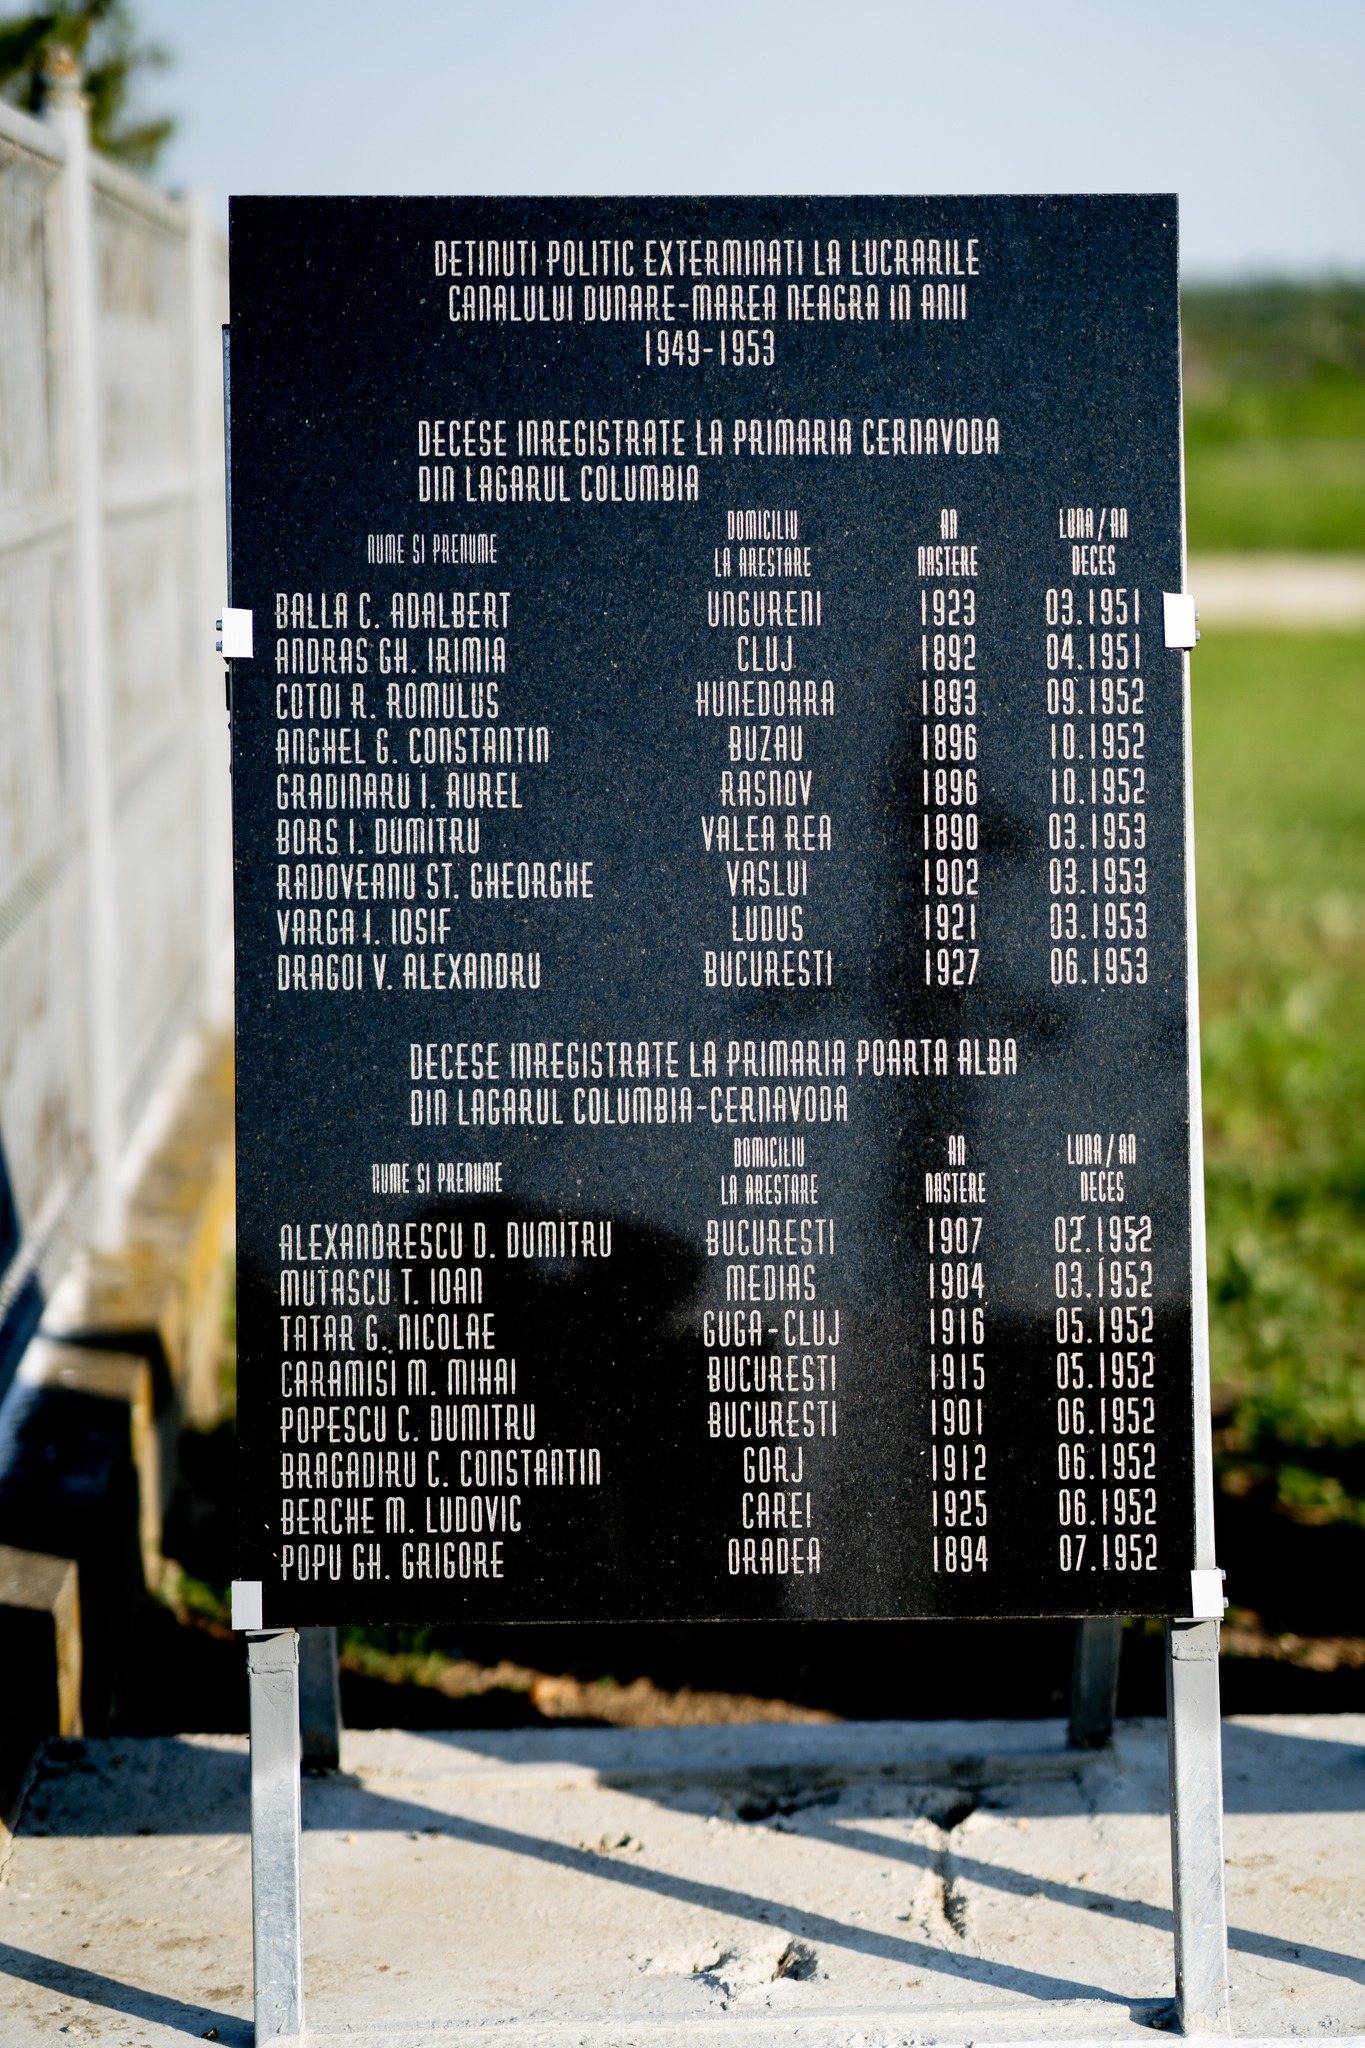 DETINUTI POLITIC EXTERMINATI LA LUCRARILE
CANALULUI DUNARE-MAREA NEAGRA IN ANII
1949-1953
DECESE INREGISTRATE LA PRIMARIA CERNAVODA
DIN LAGARUL COLUMBIA
NUME SI PRENUME DOMICILIU LA ARESTARE AN NASTERE LUNA/AN DECES
BALLA C. ADALBERT UNGURENI 1923 03.1951
ANDRAS GH. IRIMIA CLUJ 1892 04.1951
COTOI R. ROMULUS HUNEDOARA 1893 09.1952
ANGHEL G. CONSTANTIN BUZAU 1896 10.1952
GRADINARU I. AUREL RASNOV 1896 10.1952
BORS I. DUMITRU VALEA REA 1890 03.1953
RADOVEANU ST. GHEORGHE VASLUI 1902 03.1953
VARGA I. IOSIF LUDUS 1921 03.1953
DRAGOI V. ALEXANDRU BUCURESTI 1927 06.1953
DECESE INREGISTRATE LA PRIMARIA POARTA ALBA
DIN LAGARUL COLUMBIA-CERNAVODA
NUME SI PRENUME DOMICILIU LA ARESTARE AN NASTERE LUNA/AN DECES
ALEXANDRESCU D. DUMITRU BUCURESTI 1907 02.1952
MUTASCU T. IOAN MEDIAS 1904 03.1952
TATAR G. NICOLAE GUGA-CLUJ 1916 05.1952
CARAMISI M. MIHAI BUCURESTI 1915 05.1952
POPESCU C. DUMITRU BUCURESTI 1901 06.1952
BRAGADIRU C. CONSTANTIN GORJ 1912 06.1952
BERCHE M. LUDOVIC CAREI 1925 06.1952
POPU GH. GRIGORE ORADEA 1894 07.1952